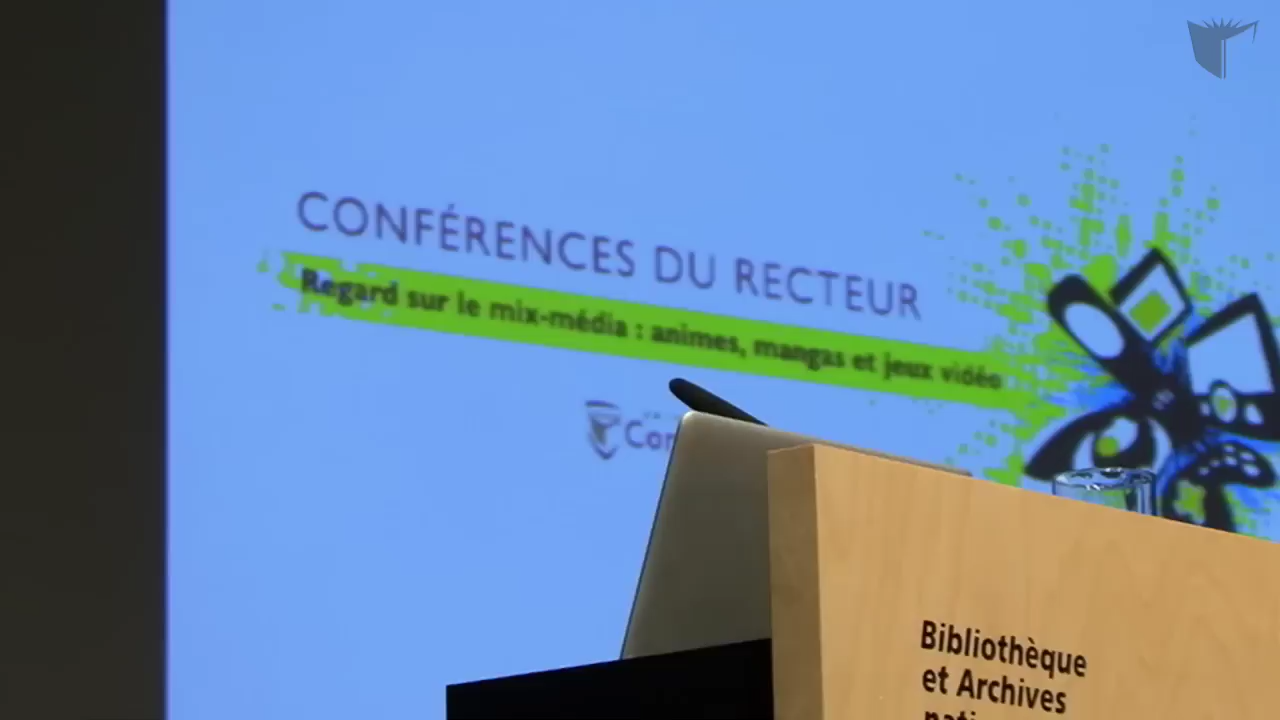 CONFÉRENCES DU RECTEUR
Regard sur le mix-média : animes, mangas et jeux vidéo
Bibliothèque
et Archives